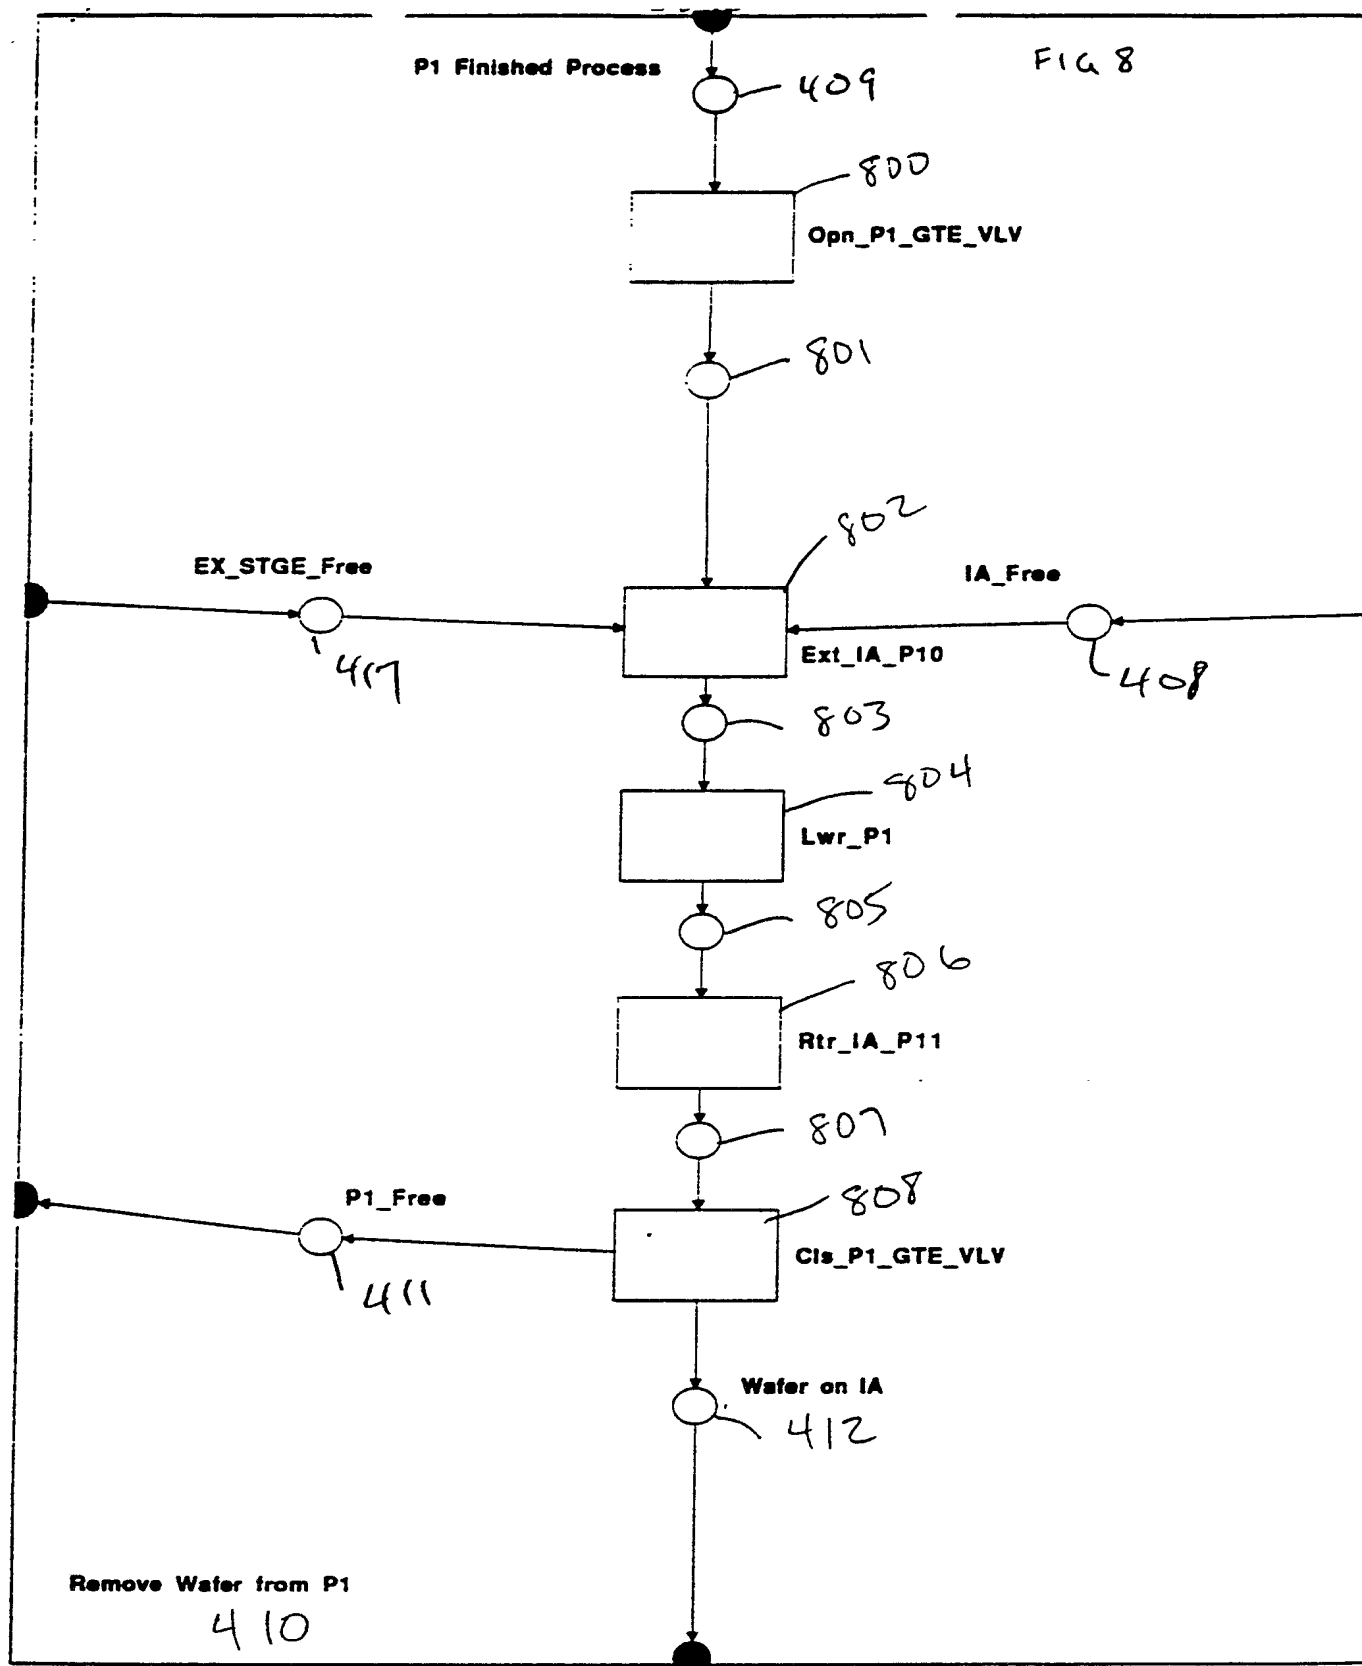 FIG 8
P1 Finished Process
409
800
Opn_P1_GTE_VLV
801
802
EX_STGE_Free
IA_Free
417
Ext_IA_P10
408
803
804
Lwr_P1
805
806
Rtr_IA_P11
807
P1_Free
808
Cls_P1_GTE_VLV
411
Wafer on IA
412
Remove Wafer from P1
410